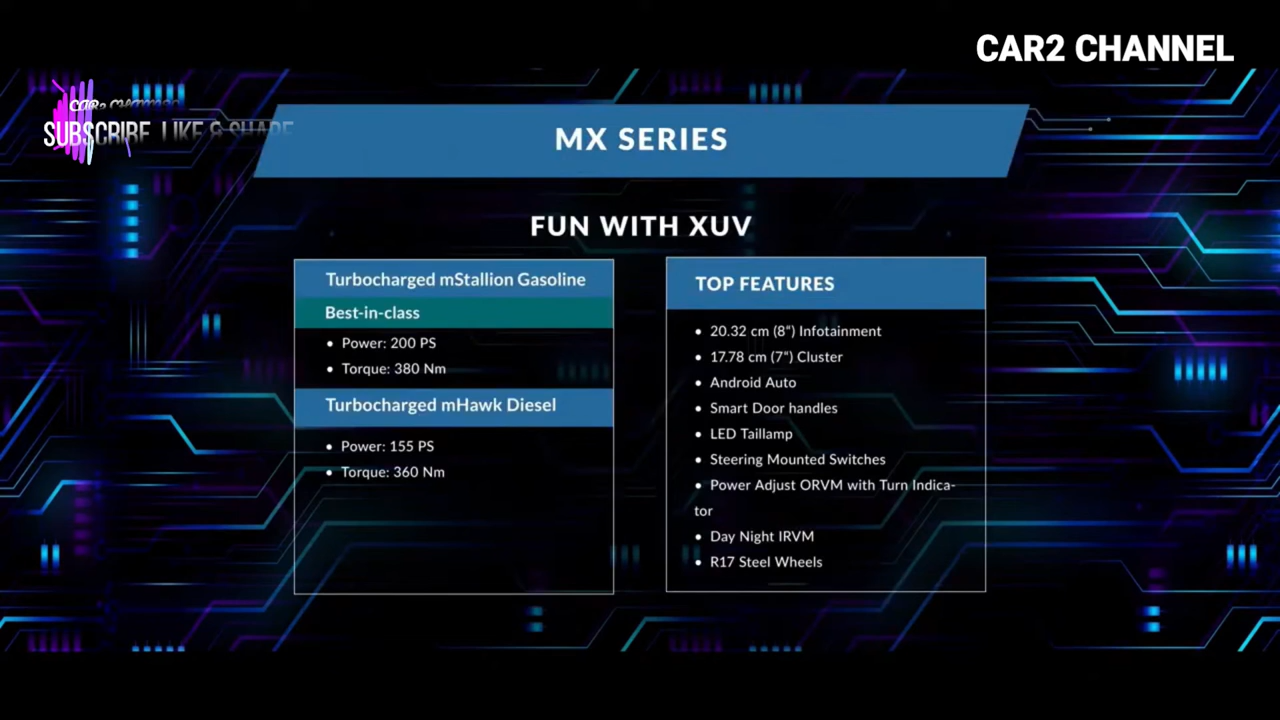 CAR2 CHANNEL
CAR2 CHANNEL
SUBSCRIBE LIKE & SHARE
MX SERIES
FUN WITH XUV
Turbocharged mStallion Gasoline
Best-in-class
• Power: 200 PS
• Torque: 380 Nm
Turbocharged mHawk Diesel
• Power: 155 PS
• Torque: 360 Nm
TOP FEATURES
• 20.32 cm (8“) Infotainment
• 17.78 cm (7“) Cluster
• Android Auto
• Smart Door handles
• LED Taillamp
• Steering Mounted Switches
• Power Adjust ORVM with Turn Indica-
tor
• Day Night IRVM
• R17 Steel Wheels